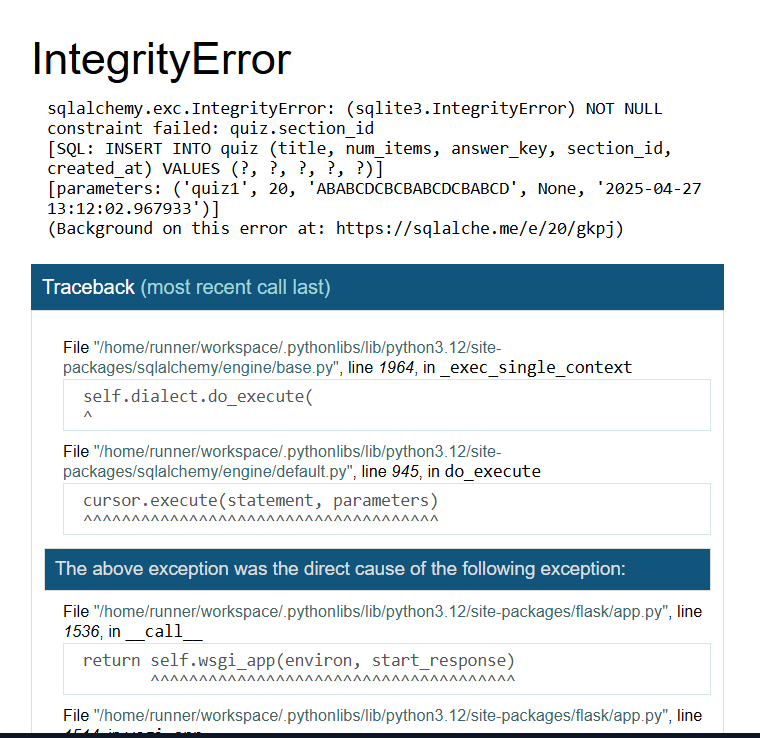 IntegrityError
sqlalchemy.exc.IntegrityError: (sqlite3.IntegrityError) NOT NULL
constraint failed: quiz.section_id
[SQL: INSERT INTO quiz (title, num_items, answer_key, section_id,
created_at) VALUES (?, ?, ?, ?, ?)]
[parameters: ('quiz1', 20, 'ABABCDCBCBABCDCBABCD', None, '2025-04-27
13:12:02.967933')]
(Background on this error at: https://sqlalche.me/e/20/gkpj)
Traceback (most recent call last)
File "/home/runner/workspace/.pythonlibs/lib/python3.12/site-
packages/sqlalchemy/engine/base.py", line 1964, in _exec_single_context
self.dialect.do_execute(
^
File "/home/runner/workspace/.pythonlibs/lib/python3.12/site-
packages/sqlalchemy/engine/default.py", line 945, in do_execute
cursor.execute(statement, parameters)
^^^^^^^^^^^^^^^^^^^^^^^^^^^^^^^^^^^^^
The above exception was the direct cause of the following exception:
File "/home/runner/workspace/.pythonlibs/lib/python3.12/site-packages/flask/app.py", line
1536, in __call__
return self.wsgi_app(environ, start_response)
^^^^^^^^^^^^^^^^^^^^^^^^^^^^^^^^^^^^^^
File "/home/runner/workspace/.pythonlibs/lib/python3.12/site-packages/flask/app.py", line